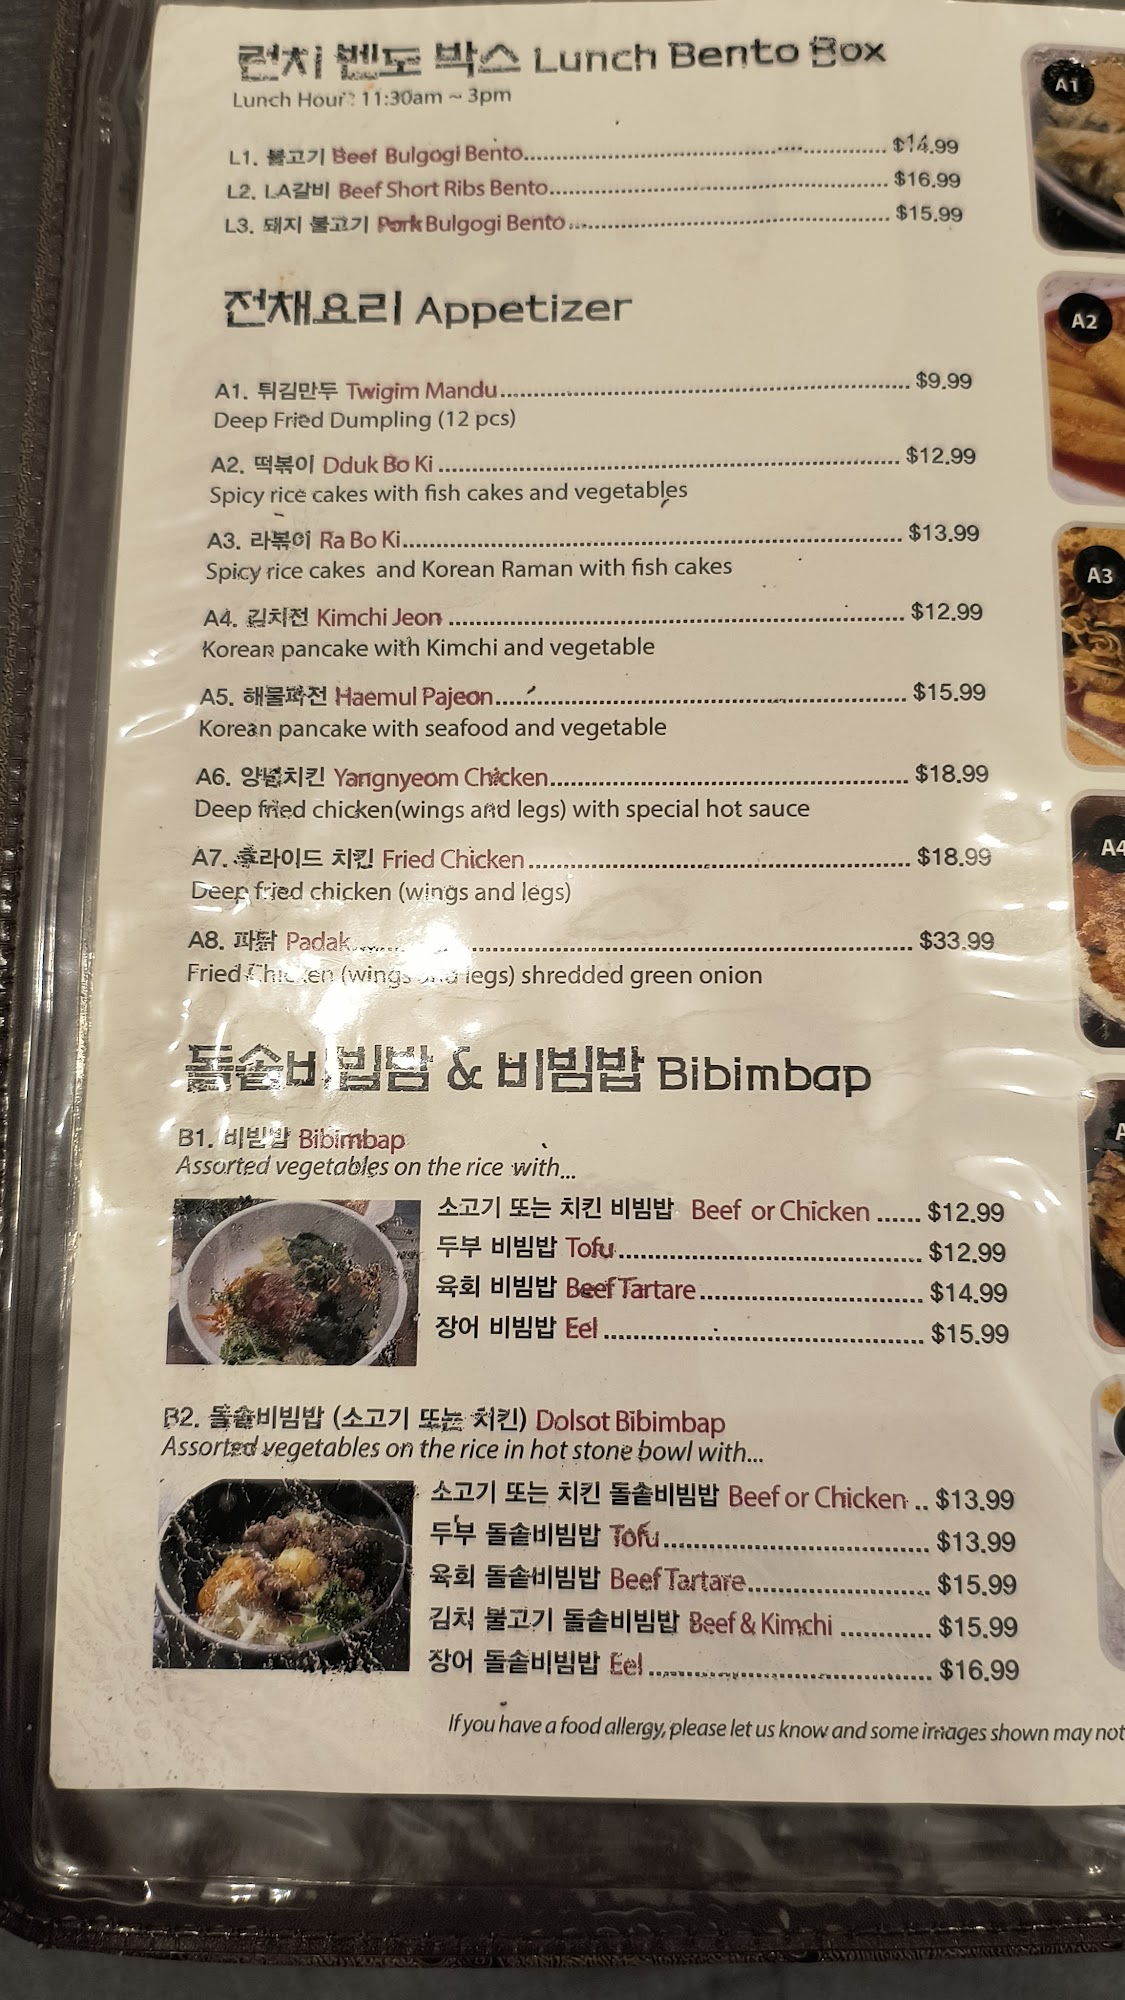 런치 벤또 박스 Lunch Bento Box
Lunch Hour: 11:30am ~ 3pm
L1. 불고기 Beef Bulgogi Bento $14.99
L2. LA갈비 Beef Short Ribs Bento $16.99
L3. 돼지 불고기 Pork Bulgogi Bento $15.99
전채요리 Appetizer
A1. 튀김만두 Twigim Mandu $9.99
Deep Fried Dumpling (12 pcs)
A2. 떡볶이 Dduk Bo Ki $12.99
Spicy rice cakes with fish cakes and vegetables
A3. 라볶이 Ra Bo Ki $13.99
Spicy rice cakes and Korean Raman with fish cakes
A4. 김치전 Kimchi Jeon $12.99
Korean pancake with Kimchi and vegetable
A5. 해물파전 Haemul Pajeon $15.99
Korean pancake with seafood and vegetable
A6. 양념치킨 Yangnyeom Chicken $18.99
Deep fried chicken(wings and legs) with special hot sauce
A7. 후라이드 치킨 Fried Chicken $18.99
Deep fried chicken (wings and legs)
A8. 파닭 Padak $33.99
Fried Chicken (wings and legs) shredded green onion
돌솥비빔밥 & 비빔밥 Bibimbap
B1. 비빔밥 Bibimbap
Assorted vegetables on the rice with...
소고기 또는 치킨 비빔밥 Beef or Chicken $12.99
두부 비빔밥 Tofu $12.99
육회 비빔밥 Beef Tartare $14.99
장어 비빔밥 Eel $15.99
B2. 돌솥비빔밥 (소고기 또는 치킨) Dolsot Bibimbap
Assorted vegetables on the rice in hot stone bowl with...
소고기 또는 치킨 돌솥비빔밥 Beef or Chicken $13.99
두부 돌솥비빔밥 Tofu $13.99
육회 돌솥비빔밥 Beef Tartare $15.99
김치 불고기 돌솥비빔밥 Beef & Kimchi $15.99
장어 돌솥비빔밥 Eel $16.99
If you have a food allergy, please let us know and some images shown may not
A1
A2
A3
A4